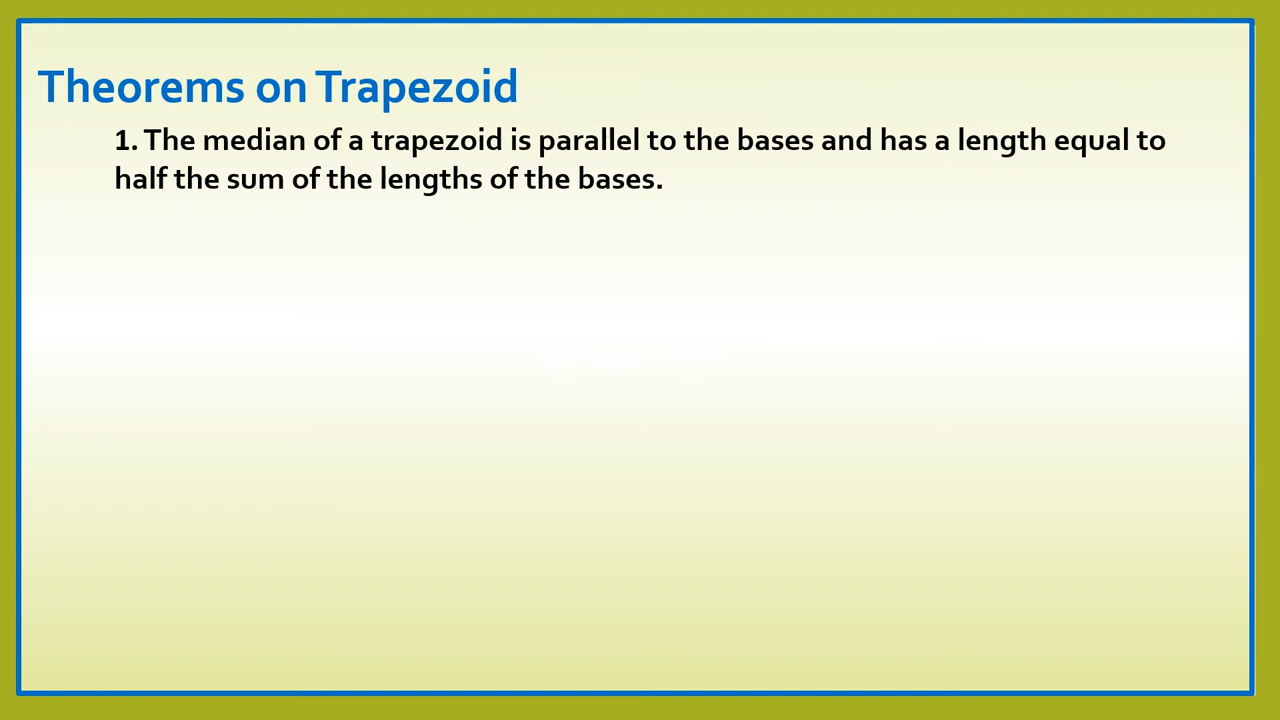 Theorems on Trapezoid
1. The median of a trapezoid is parallel to the bases and has a length equal to
half the sum of the lengths of the bases.